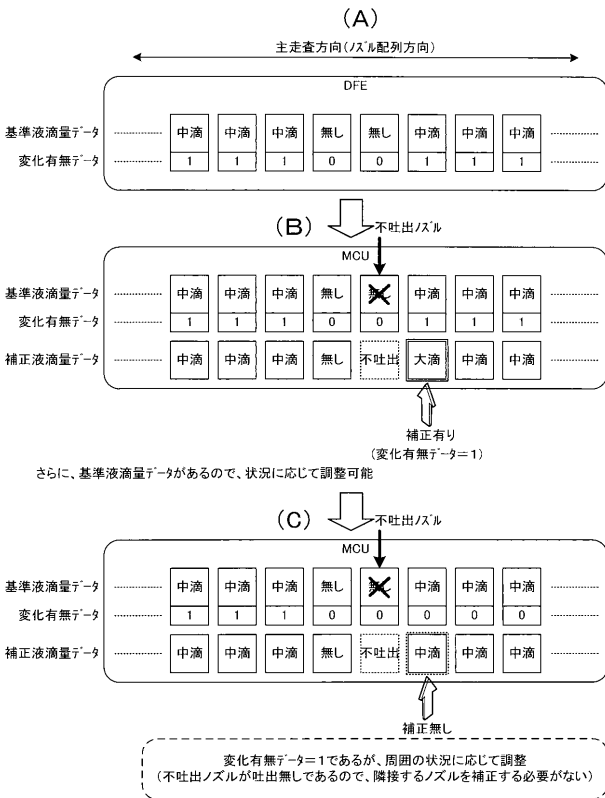 (A)
主走査方向(ノズル配列方向)
DFE
基準液滴量データ 中滴 中滴 中滴 無し 無し 中滴 中滴 中滴
変化有無データ 1 1 1 0 0 1 1 1
(B)
不吐出ノズル
MCU
基準液滴量データ 中滴 中滴 中滴 無し 無し 中滴 中滴 中滴
変化有無データ 1 1 1 0 0 1 1 1
補正液滴量データ 中滴 中滴 中滴 無し 不吐出 大滴 中滴 中滴
補正有り
(変化有無データ=1)
さらに、基準液滴量データがあるので、状況に応じて調整可能
(C)
不吐出ノズル
MCU
基準液滴量データ 中滴 中滴 中滴 無し 無し 中滴 中滴 中滴
変化有無データ 1 1 1 0 0 0 0 0
補正液滴量データ 中滴 中滴 中滴 無し 不吐出 中滴 中滴 中滴
補正無し
変化有無データ=1であるが、周囲の状況に応じて調整
(不吐出ノズルが吐出無しであるので、隣接するノズルを補正する必要がない)